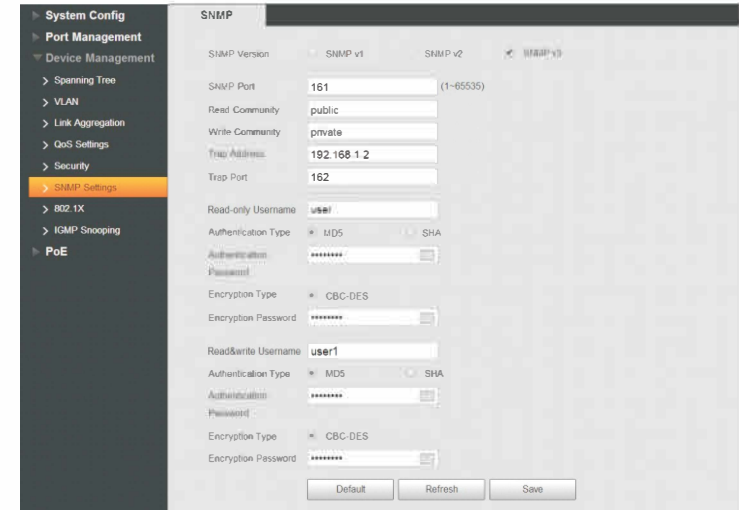 System Config
Port Management
Device Management
Spanning Tree
VLAN
Link Aggregation
QoS Settings
Security
SNMP Settings
802.1X
IGMP Snooping
PoE
SNMP
SNMP Version SNMP v1 SNMP v2 SNMP v3
SNMP Port 161 (1~65535)
Read Community public
Write Community private
Trap Address 192.168.1.2
Trap Port 162
Read-only Username user
Authentication Type MD5 SHA
Authentication ********
Password
Encryption Type CBC-DES
Encryption Password ********
Read&write Username user1
Authentication Type MD5 SHA
Authentication ********
Password
Encryption Type CBC-DES
Encryption Password ********
Default Refresh Save